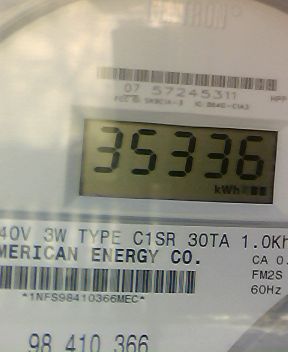 07 57245311
35336
kWh
40V 3W TYPE C1SR 30TA 1.0Kh
MERICAN ENERGY CO.
CA 0.
FM2S
60Hz
*1NFS98410366MEC*
98 410 366